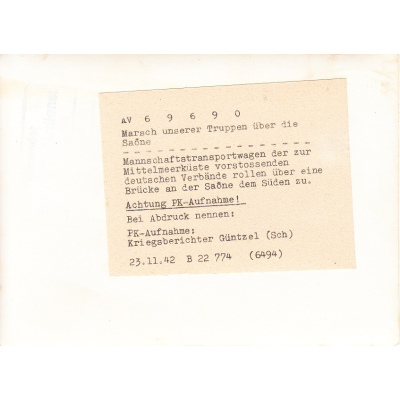 AV 6 9 6 9 0
Marsch unserer Truppen über die
Saône
Mannschaftstransportwagen der zur
Mittelmeerküste vorstossenden
deutschen Verbände rollen über eine
Brücke an der Saône dem Süden zu.
Achtung PK-Aufnahme!
Bei Abdruck nennen:
PK-Aufnahme:
Kriegsberichter Güntzel (Sch)
23.11.42 B 22 774 (6494)